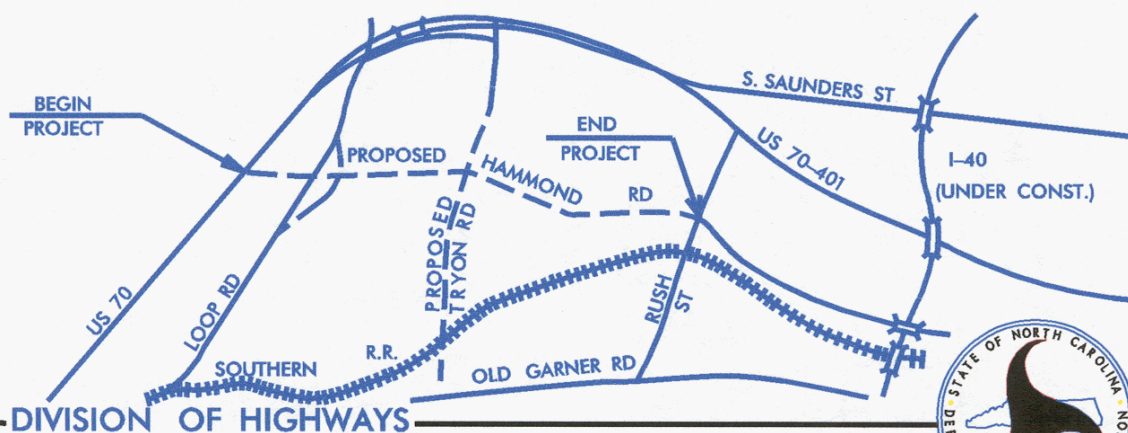 S. SAUNDERS ST
BEGIN
PROJECT
END
PROJECT
US 70-401
I-40
(UNDER CONST.)
PROPOSED
HAMMOND
RD
PROPOSED
TRYON RD
US 70
LOOP RD
RUSH
ST
SOUTHERN
R.R.
OLD GARNER RD
DIVISION OF HIGHWAYS
STATE OF NORTH CAROLINA